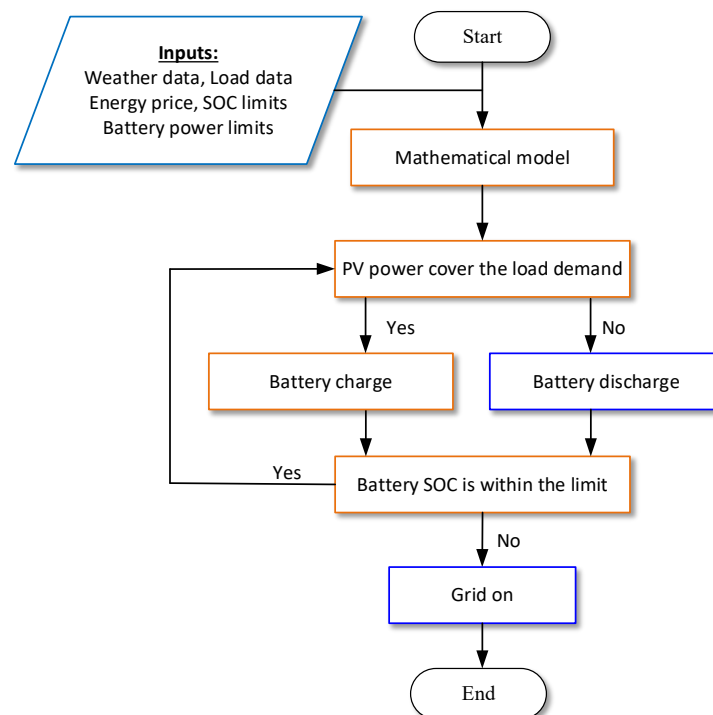 Start
Inputs:
Weather data, Load data
Energy price, SOC limits
Battery power limits
Mathematical model
PV power cover the load demand
Yes
No
Battery charge
Battery discharge
Yes
Battery SOC is within the limit
No
Grid on
End